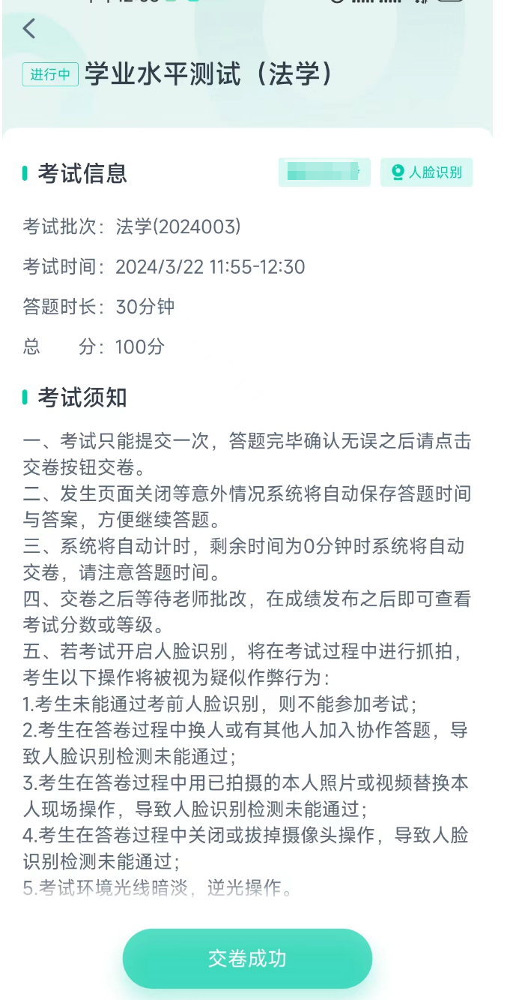 进行中 学业水平测试（法学）
考试信息
人脸识别
考试批次：法学(2024003)
考试时间：2024/3/22 11:55-12:30
答题时长：30分钟
总 分：100分
考试须知
一、考试只能提交一次，答题完毕确认无误之后请点击
交卷按钮交卷。
二、发生页面关闭等意外情况系统将自动保存答题时间
与答案，方便继续答题。
三、系统将自动计时，剩余时间为0分钟时系统将自动
交卷，请注意答题时间。
四、交卷之后等待老师批改，在成绩发布之后即可查看
考试分数或等级。
五、若考试开启人脸识别，将在考试过程中进行抓拍，
考生以下操作将被视为疑似作弊行为：
1.考生未能通过考前人脸识别，则不能参加考试；
2.考生在答卷过程中换人或有其他人加入协作答题，导
致人脸识别检测未能通过；
3.考生在答卷过程中用已拍摄的本人照片或视频替换本
人现场操作，导致人脸识别检测未能通过；
4.考生在答卷过程中关闭或拔掉摄像头操作，导致人脸
识别检测未能通过；
5.考试环境光线暗淡，逆光操作。
交卷成功